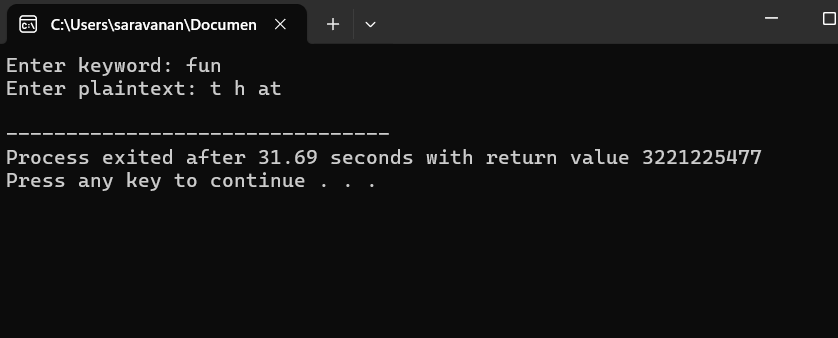 C:\Users\saravanan\Documen
Enter keyword: fun
Enter plaintext: t h at
--------------------------------
Process exited after 31.69 seconds with return value 3221225477
Press any key to continue . . .